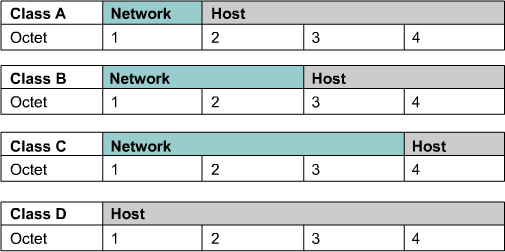 Class A Network Host
Octet 1 2 3 4
Class B Network Host
Octet 1 2 3 4
Class C Network Host
Octet 1 2 3 4
Class D Host
Octet 1 2 3 4